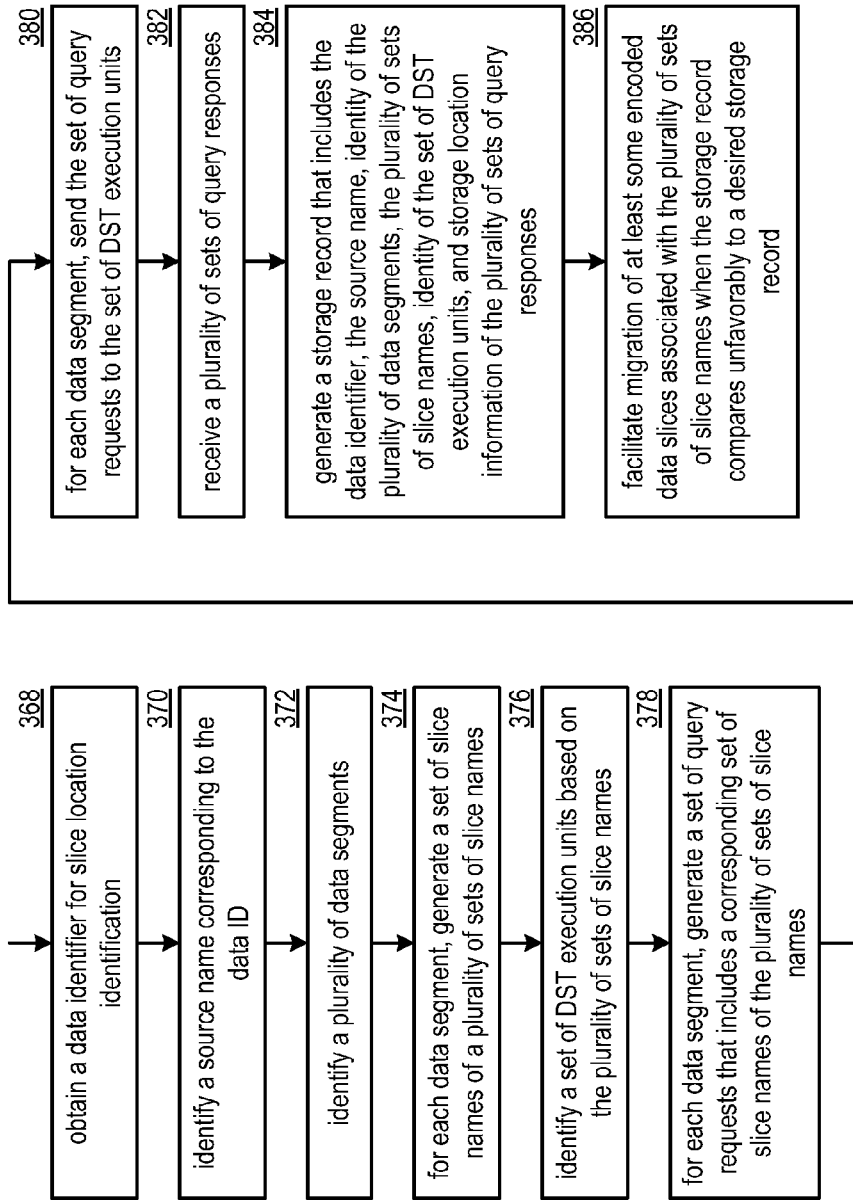 368
obtain a data identifier for slice location
identification
370
identify a source name corresponding to the
data ID
372
identify a plurality of data segments
374
for each data segment, generate a set of slice
names of a plurality of sets of slice names
376
identify a set of DST execution units based on
the plurality of sets of slice names
378
for each data segment, generate a set of query
requests that includes a corresponding set of
slice names of the plurality of sets of slice
names
380
for each data segment, send the set of query
requests to the set of DST execution units
382
receive a plurality of sets of query responses
384
generate a storage record that includes the
data identifier, the source name, identity of the
plurality of data segments, the plurality of sets
of slice names, identity of the set of DST
execution units, and storage location
information of the plurality of sets of query
responses
386
facilitate migration of at least some encoded
data slices associated with the plurality of sets
of slice names when the storage record
compares unfavorably to a desired storage
record